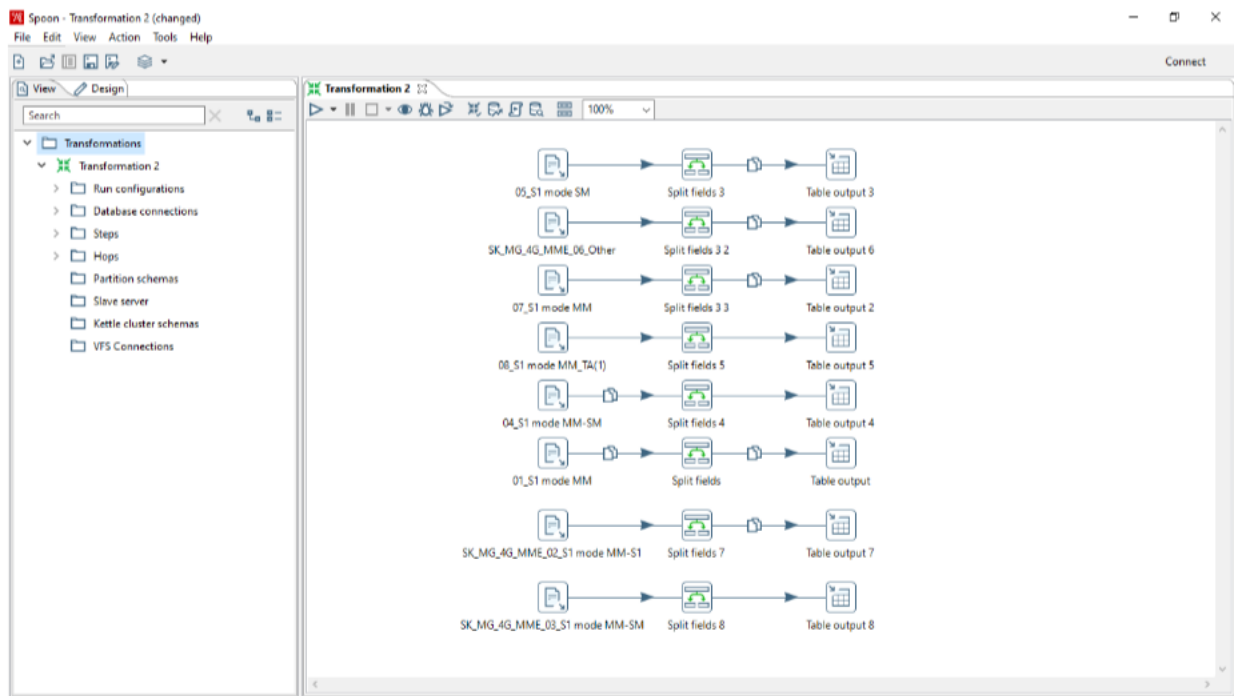 Spoon - Transformation 2 (changed)
File Edit View Action Tools Help
Connect
View Design
Transformation 2
Search
100%
Transformations
Transformation 2
Run configurations
Database connections
Steps
Hops
Partition schemas
Slave server
Kettle cluster schemas
VFS Connections
05_S1 mode SM Split fields 3 Table output 3
SK_MG_4G_MME_06_Other Split fields 3 2 Table output 6
07_S1 mode MM Split fields 3 3 Table output 2
08_S1 mode MM_TA(1) Split fields 5 Table output 5
04_S1 mode MM-SM Split fields 4 Table output 4
01_S1 mode MM Split fields Table output
SK_MG_4G_MME_02_S1 mode MM-S1 Split fields 7 Table output 7
SK_MG_4G_MME_03_S1 mode MM-SM Split fields 8 Table output 8